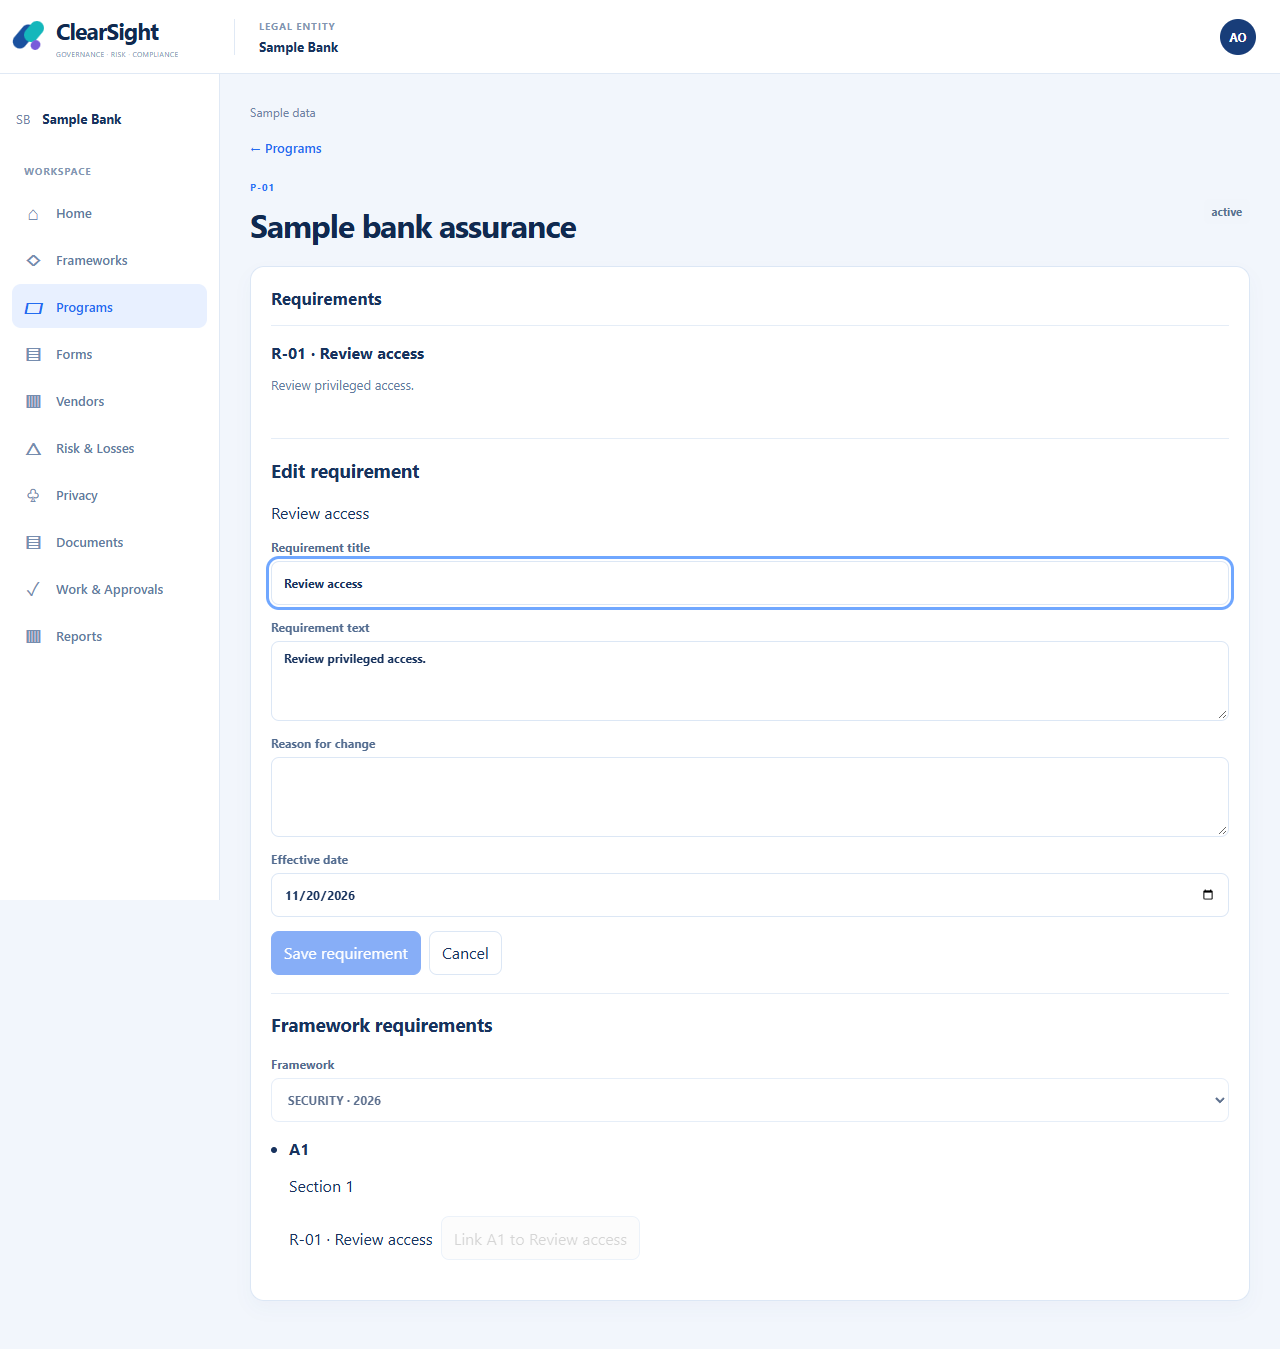 ClearSight
GOVERNANCE · RISK · COMPLIANCE
LEGAL ENTITY
Sample Bank
AO
SB Sample Bank
WORKSPACE
Home
Frameworks
Programs
Forms
Vendors
Risk & Losses
Privacy
Documents
Work & Approvals
Reports
Sample data
← Programs
P-01
Sample bank assurance
active
Requirements
R-01 · Review access
Review privileged access.
Edit requirement
Review access
Requirement title
Review access
Requirement text
Review privileged access.
Reason for change
Effective date
11/20/2026
Save requirement
Cancel
Framework requirements
Framework
SECURITY · 2026
• A1
Section 1
R-01 · Review access
Link A1 to Review access